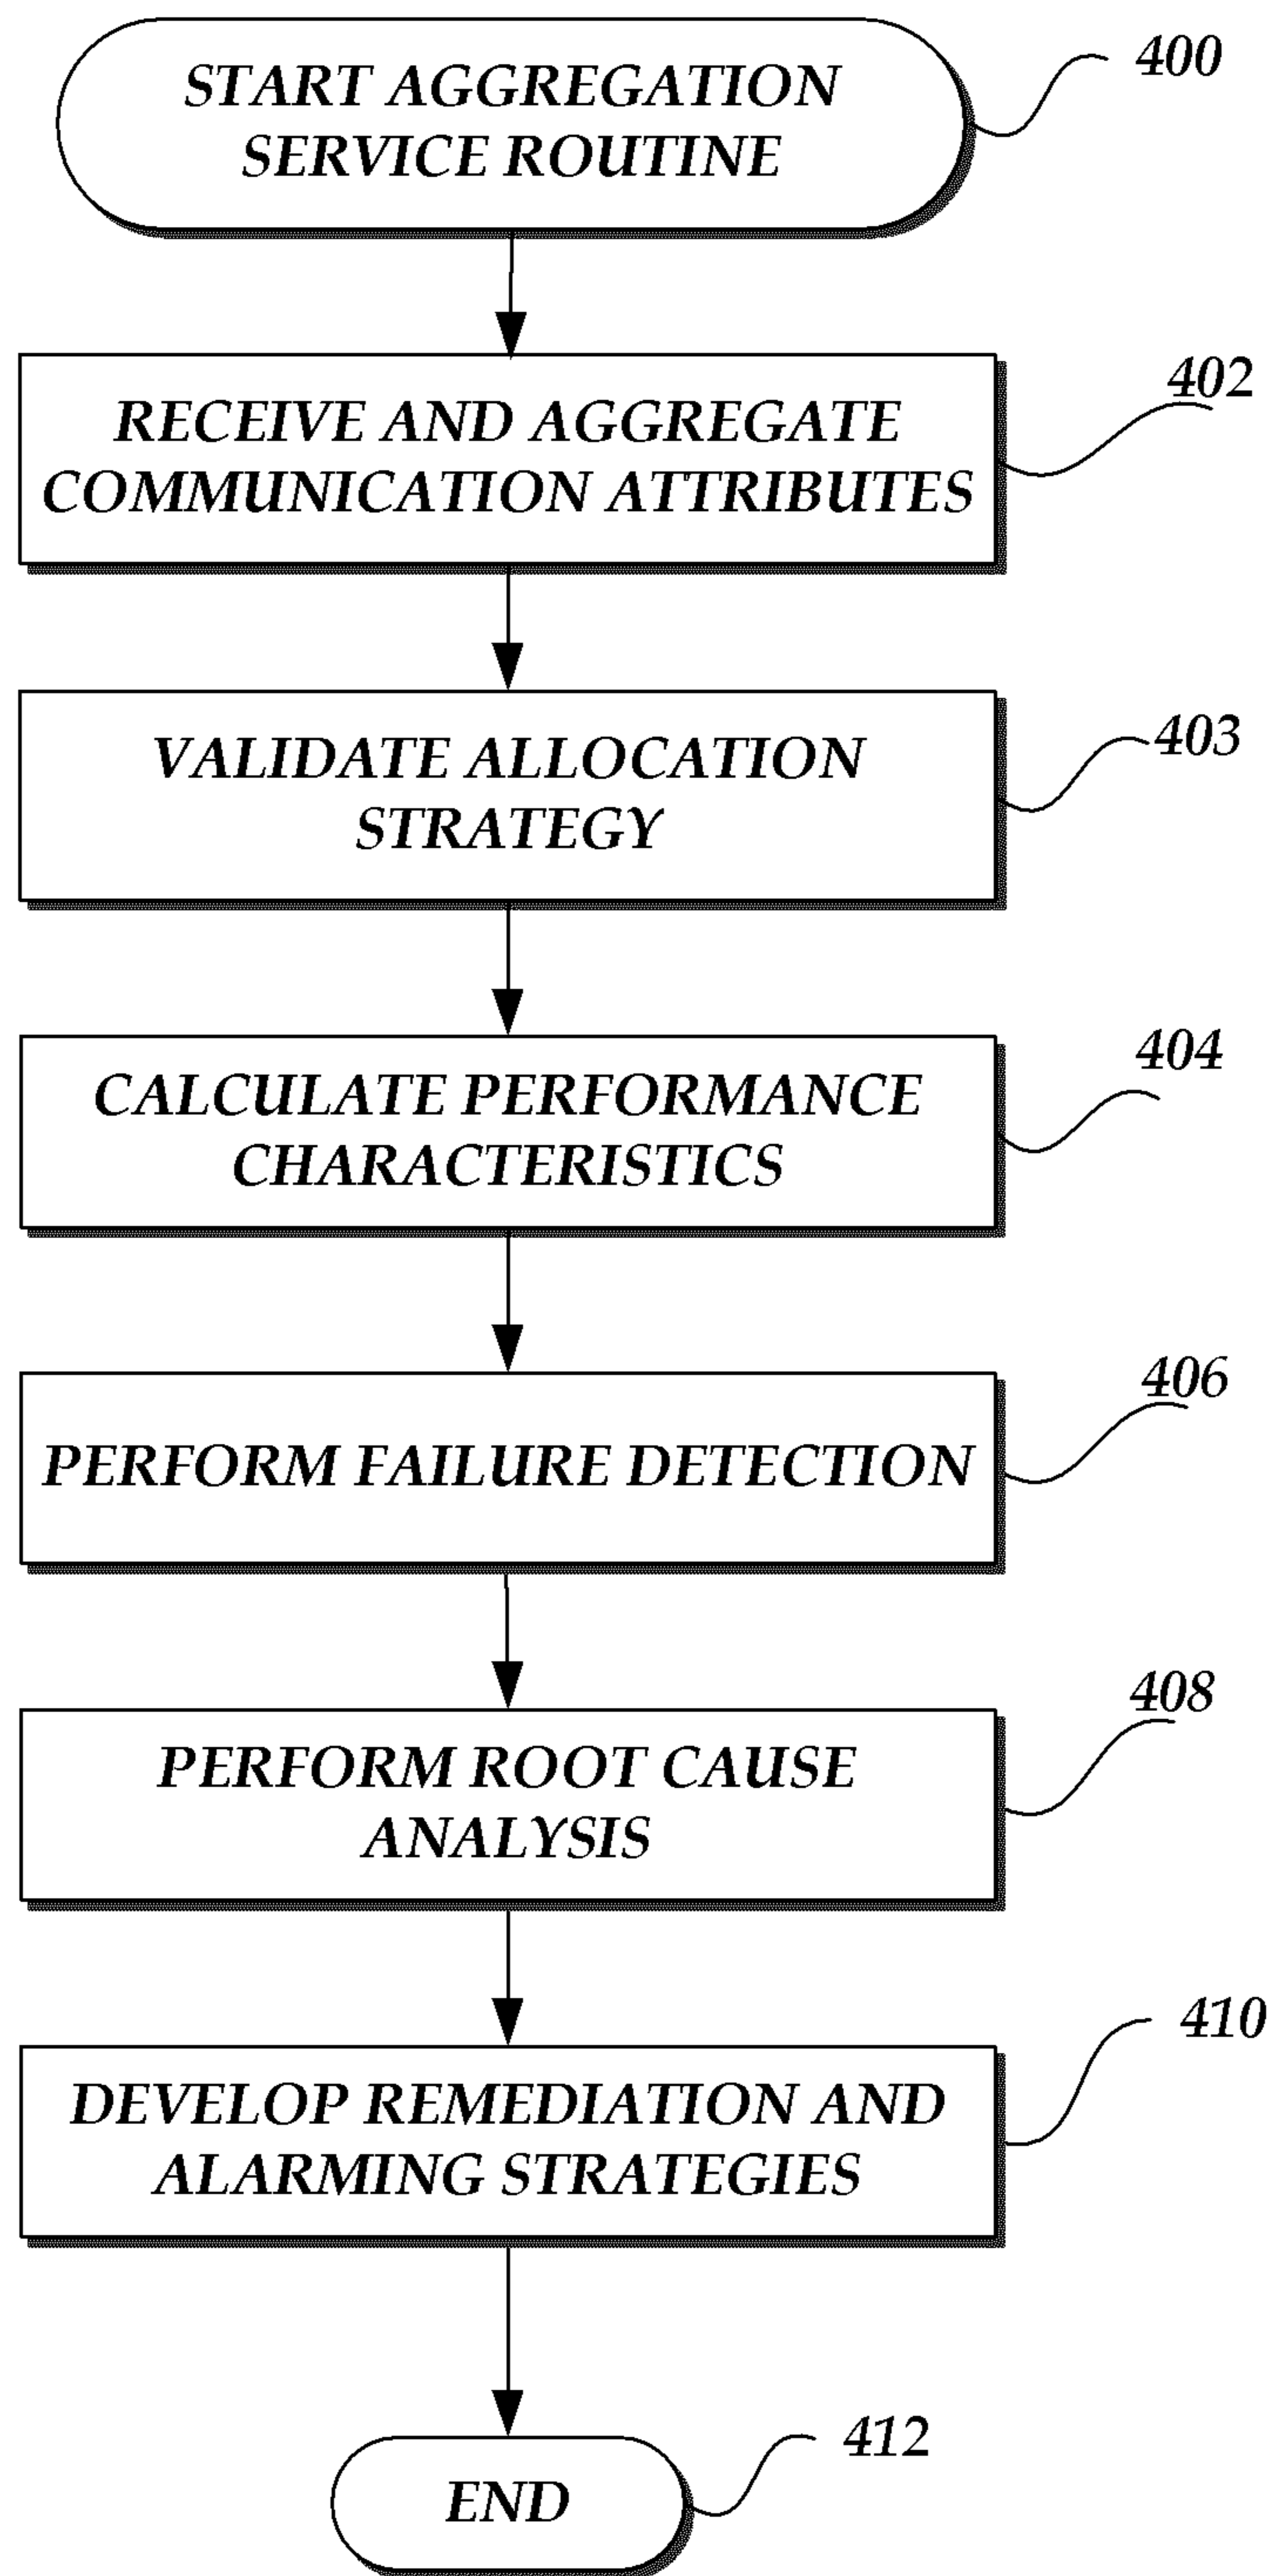 START AGGREGATION
SERVICE ROUTINE
400
RECEIVE AND AGGREGATE
COMMUNICATION ATTRIBUTES
402
VALIDATE ALLOCATION
STRATEGY
403
CALCULATE PERFORMANCE
CHARACTERISTICS
404
PERFORM FAILURE DETECTION
406
PERFORM ROOT CAUSE
ANALYSIS
408
DEVELOP REMEDIATION AND
ALARMING STRATEGIES
410
END
412